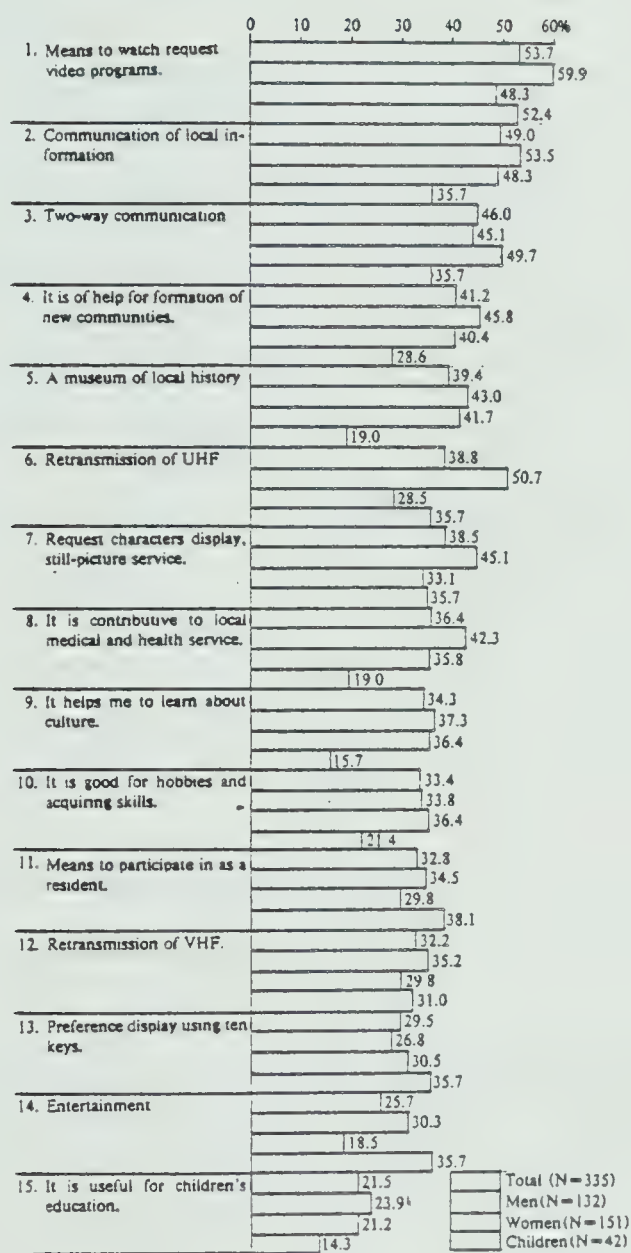 0 10 20 30 40 50 60%
1. Means to watch request
video programs.
53.7
59.9
48.3
52.4
2. Communication of local in-
formation
49.0
53.5
48.3
35.7
3. Two-way communication
46.0
45.1
49.7
35.7
4. It is of help for formation of
new communities.
41.2
45.8
40.4
28.6
5. A museum of local history
39.4
43.0
41.7
19.0
6. Retransmission of UHF
38.8
50.7
28.5
35.7
7. Request characters display,
still-picture service.
38.5
45.1
33.1
35.7
8. It is contributive to local
medical and health service.
36.4
42.3
35.8
19.0
9. It helps me to learn about
culture.
34.3
37.3
36.4
15.7
10. It is good for hobbies and
acquiring skills.
33.4
33.8
36.4
21.4
11. Means to participate in as a
resident.
32.8
34.5
29.8
38.1
12. Retransmission of VHF.
32.2
35.2
29.8
31.0
13. Preference display using ten
keys.
29.5
26.8
30.5
35.7
14. Entertainment
25.7
30.3
18.5
35.7
15. It is useful for children's
education.
21.5
23.9
21.2
14.3
Total (N=335)
Men(N=132)
Women(N=151)
Children(N=42)